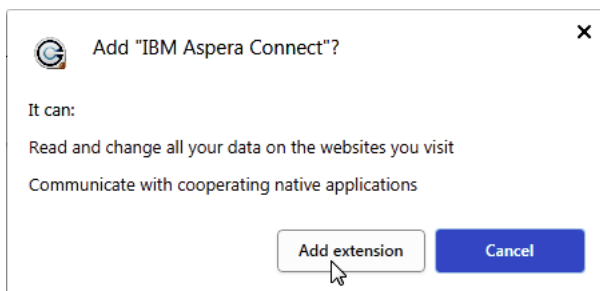 Add "IBM Aspera Connect"?
It can:
Read and change all your data on the websites you visit
Communicate with cooperating native applications
Add extension
Cancel